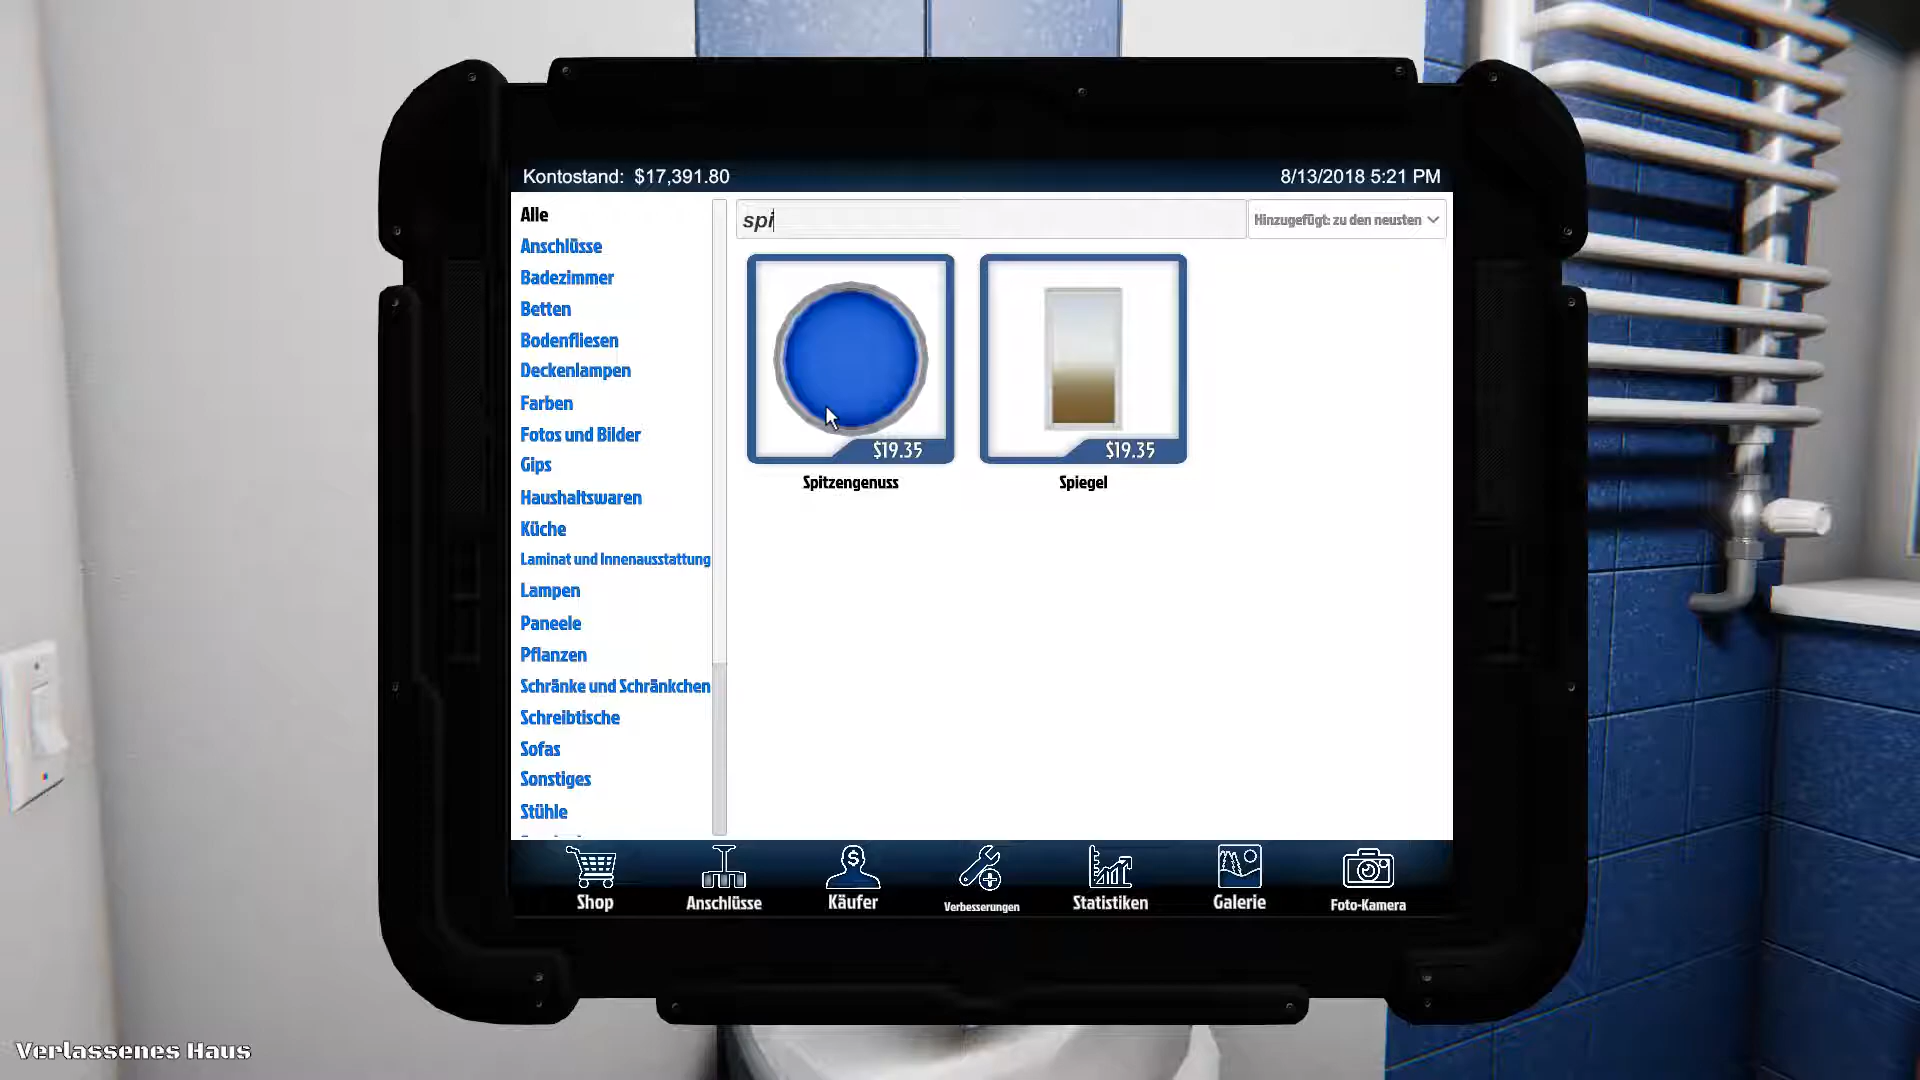 Kontostand: $17,391.80
8/13/2018 5:21 PM
Alle
Anschlüsse
Badezimmer
Betten
Bodenfliesen
Deckenlampen
Farben
Fotos und Bilder
Gips
Haushaltswaren
Küche
Laminat und Innenausstattung
Lampen
Paneele
Pflanzen
Schränke und Schränkchen
Schreibtische
Sofas
Sonstiges
Stühle
spi
Hinzugefügt: zu den neusten
$19.35
$19.35
Spitzengenuss
Spiegel
Shop
Anschlüsse
Käufer
Verbesserungen
Statistiken
Galerie
Foto-Kamera
Verlassenes Haus